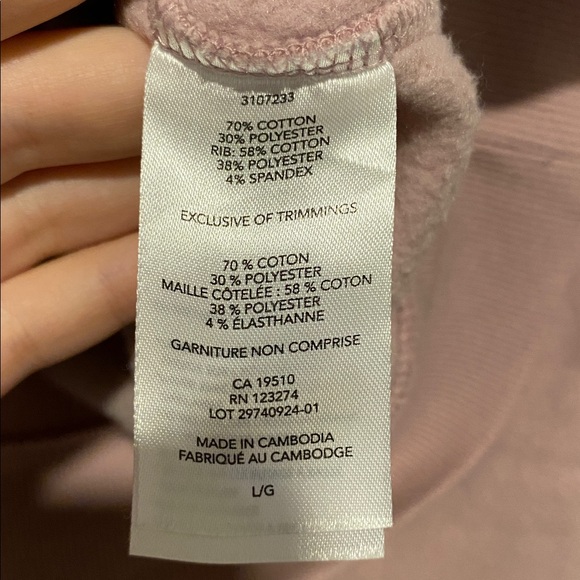 3107233
70% COTTON
30% POLYESTER
RIB: 58% COTTON
38% POLYESTER
4% SPANDEX
EXCLUSIVE OF TRIMMINGS
70 % COTON
30 % POLYESTER
MAILLE CÔTELÉE : 58 % COTON
38 % POLYESTER
4 % ÉLASTHANNE
GARNITURE NON COMPRISE
CA 19510
RN 123274
LOT 29740924-01
MADE IN CAMBODIA
FABRIQUÉ AU CAMBODGE
L/G